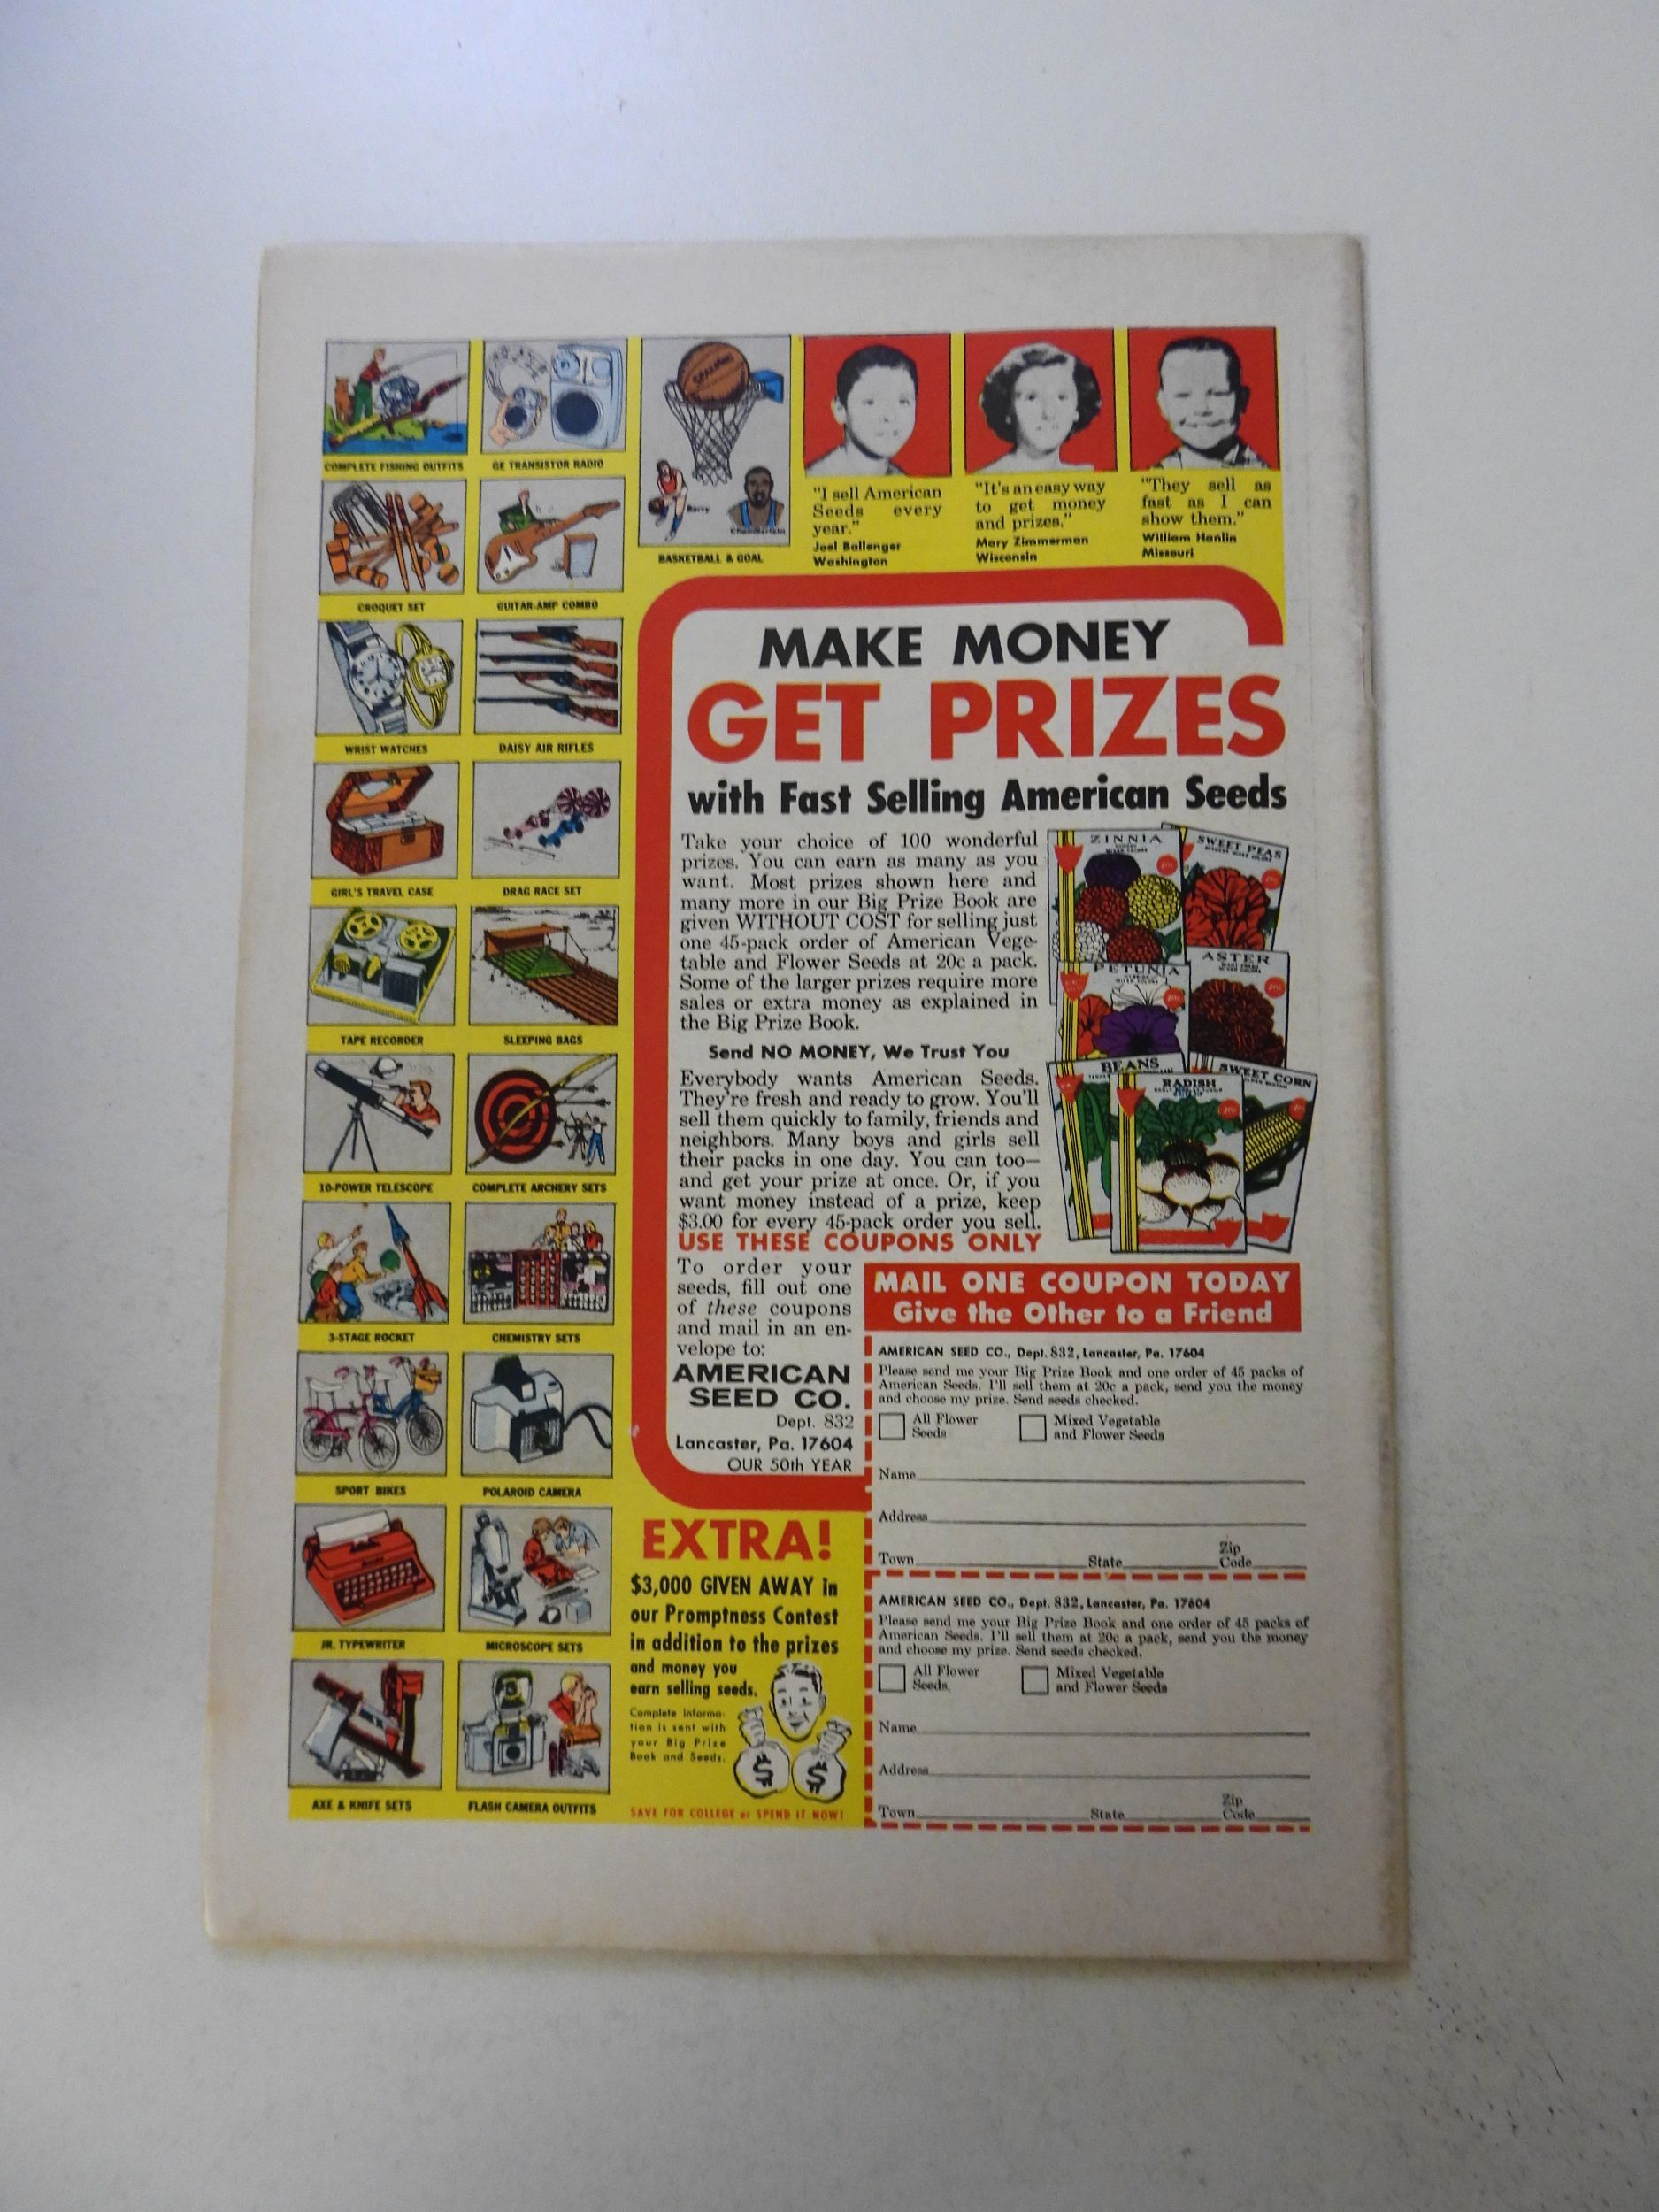 COMPLETE FISHING OUTFITS
GE TRANSISTOR RADIO
SPALDING
Barry
Chamberlain
BASKETBALL & GOAL
CROQUET SET
GUITAR-AMP COMBO
WRIST WATCHES
DAISY AIR RIFLES
GIRL'S TRAVEL CASE
DRAG RACE SET
TAPE RECORDER
SLEEPING BAGS
10-POWER TELESCOPE
COMPLETE ARCHERY SETS
3-STAGE ROCKET
CHEMISTRY SETS
SPORT BIKES
POLAROID CAMERA
JR. TYPEWRITER
MICROSCOPE SETS
AXE & KNIFE SETS
FLASH CAMERA OUTFITS
"I sell American
Seeds every
year."
Joel Ballenger
Washington
"It's an easy way
to get money
and prizes."
Mary Zimmerman
Wisconsin
"They sell as
fast as I can
show them."
William Hanlin
Missouri
MAKE MONEY
GET PRIZES
with Fast Selling American Seeds
Take your choice of 100 wonderful
prizes. You can earn as many as you
want. Most prizes shown here and
many more in our Big Prize Book are
given WITHOUT COST for selling just
one 45-pack order of American Vege-
table and Flower Seeds at 20c a pack.
Some of the larger prizes require more
sales or extra money as explained in
the Big Prize Book.
Send NO MONEY, We Trust You
Everybody wants American Seeds.
They're fresh and ready to grow. You'll
sell them quickly to family, friends and
neighbors. Many boys and girls sell
their packs in one day. You can too—
and get your prize at once. Or, if you
want money instead of a prize, keep
$3.00 for every 45-pack order you sell.
USE THESE COUPONS ONLY
To order your
seeds, fill out one
of these coupons
and mail in an en-
velope to:
AMERICAN
SEED CO.
Dept. 832
Lancaster, Pa. 17604
OUR 50th YEAR
ZINNIA
SWEET PEAS
PETUNIA
ASTER
BEANS
RADISH
SWEET CORN
MAIL ONE COUPON TODAY
Give the Other to a Friend
AMERICAN SEED CO., Dept. 832, Lancaster, Pa. 17604
Please send me your Big Prize Book and one order of 45 packs of
American Seeds. I'll sell them at 20c a pack, send you the money
and choose my prize. Send seeds checked.
All Flower
Seeds
Mixed Vegetable
and Flower Seeds
Name
Address
Town State Zip Code
AMERICAN SEED CO., Dept. 832, Lancaster, Pa. 17604
Please send me your Big Prize Book and one order of 45 packs of
American Seeds. I'll sell them at 20c a pack, send you the money
and choose my prize. Send seeds checked.
All Flower
Seeds.
Mixed Vegetable
and Flower Seeds
Name
Address
Town State Zip Code
EXTRA!
$3,000 GIVEN AWAY in
our Promptness Contest
in addition to the prizes
and money you
earn selling seeds.
Complete informa-
tion is sent with
your Big Prize
Book and Seeds.
$ $
SAVE FOR COLLEGE or SPEND IT NOW!